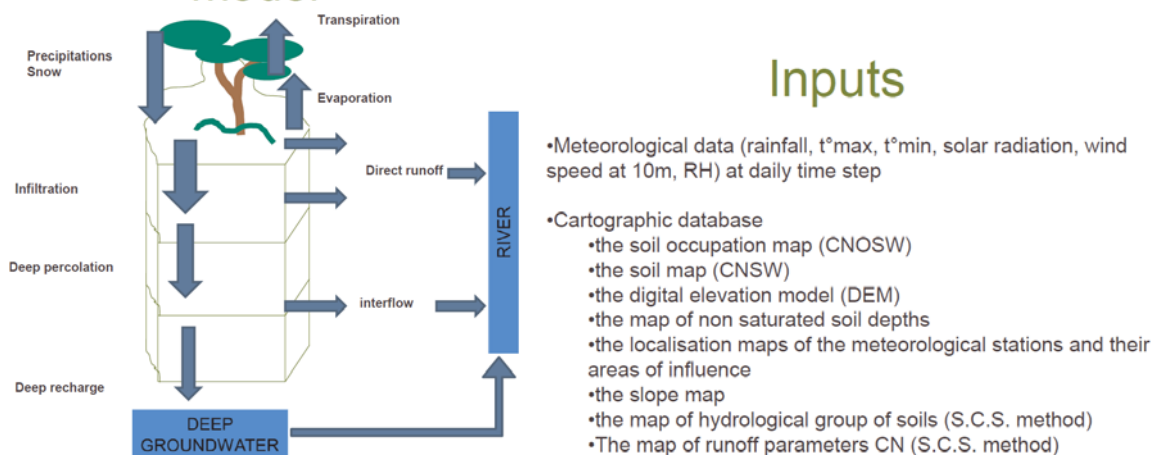 Transpiration
Precipitations
Snow
Evaporation
Direct runoff
Infiltration
RIVER
Deep percolation
interflow
Deep recharge
DEEP
GROUNDWATER
Inputs
•Meteorological data (rainfall, t°max, t°min, solar radiation, wind
speed at 10m, RH) at daily time step
•Cartographic database
•the soil occupation map (CNOSW)
•the soil map (CNSW)
•the digital elevation model (DEM)
•the map of non saturated soil depths
•the localisation maps of the meteorological stations and their
areas of influence
•the slope map
•the map of hydrological group of soils (S.C.S. method)
•The map of runoff parameters CN (S.C.S. method)